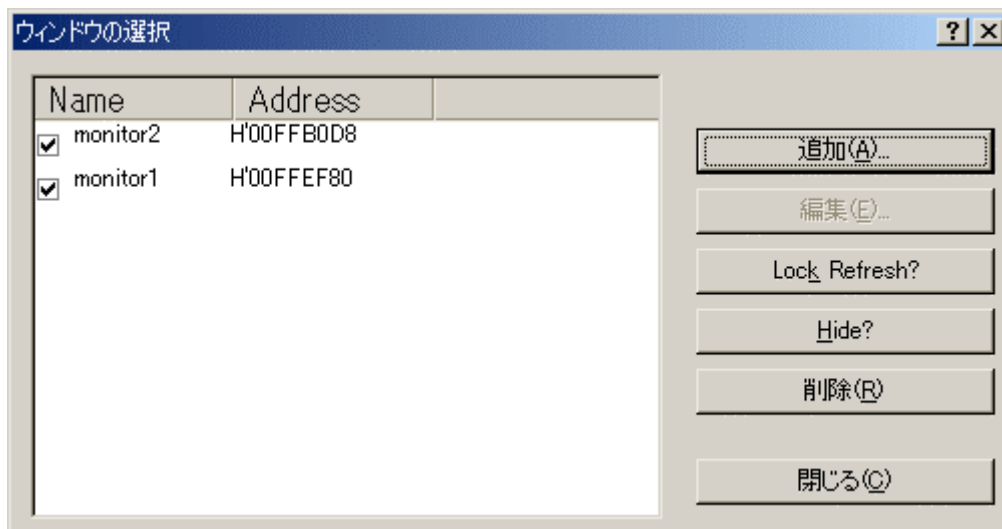 ウィンドウの選択
Name Address
monitor2 H'00FFB0D8
monitor1 H'00FFEF80
追加(A)...
編集(E)...
Lock Refresh?
Hide?
削除(R)
閉じる(C)